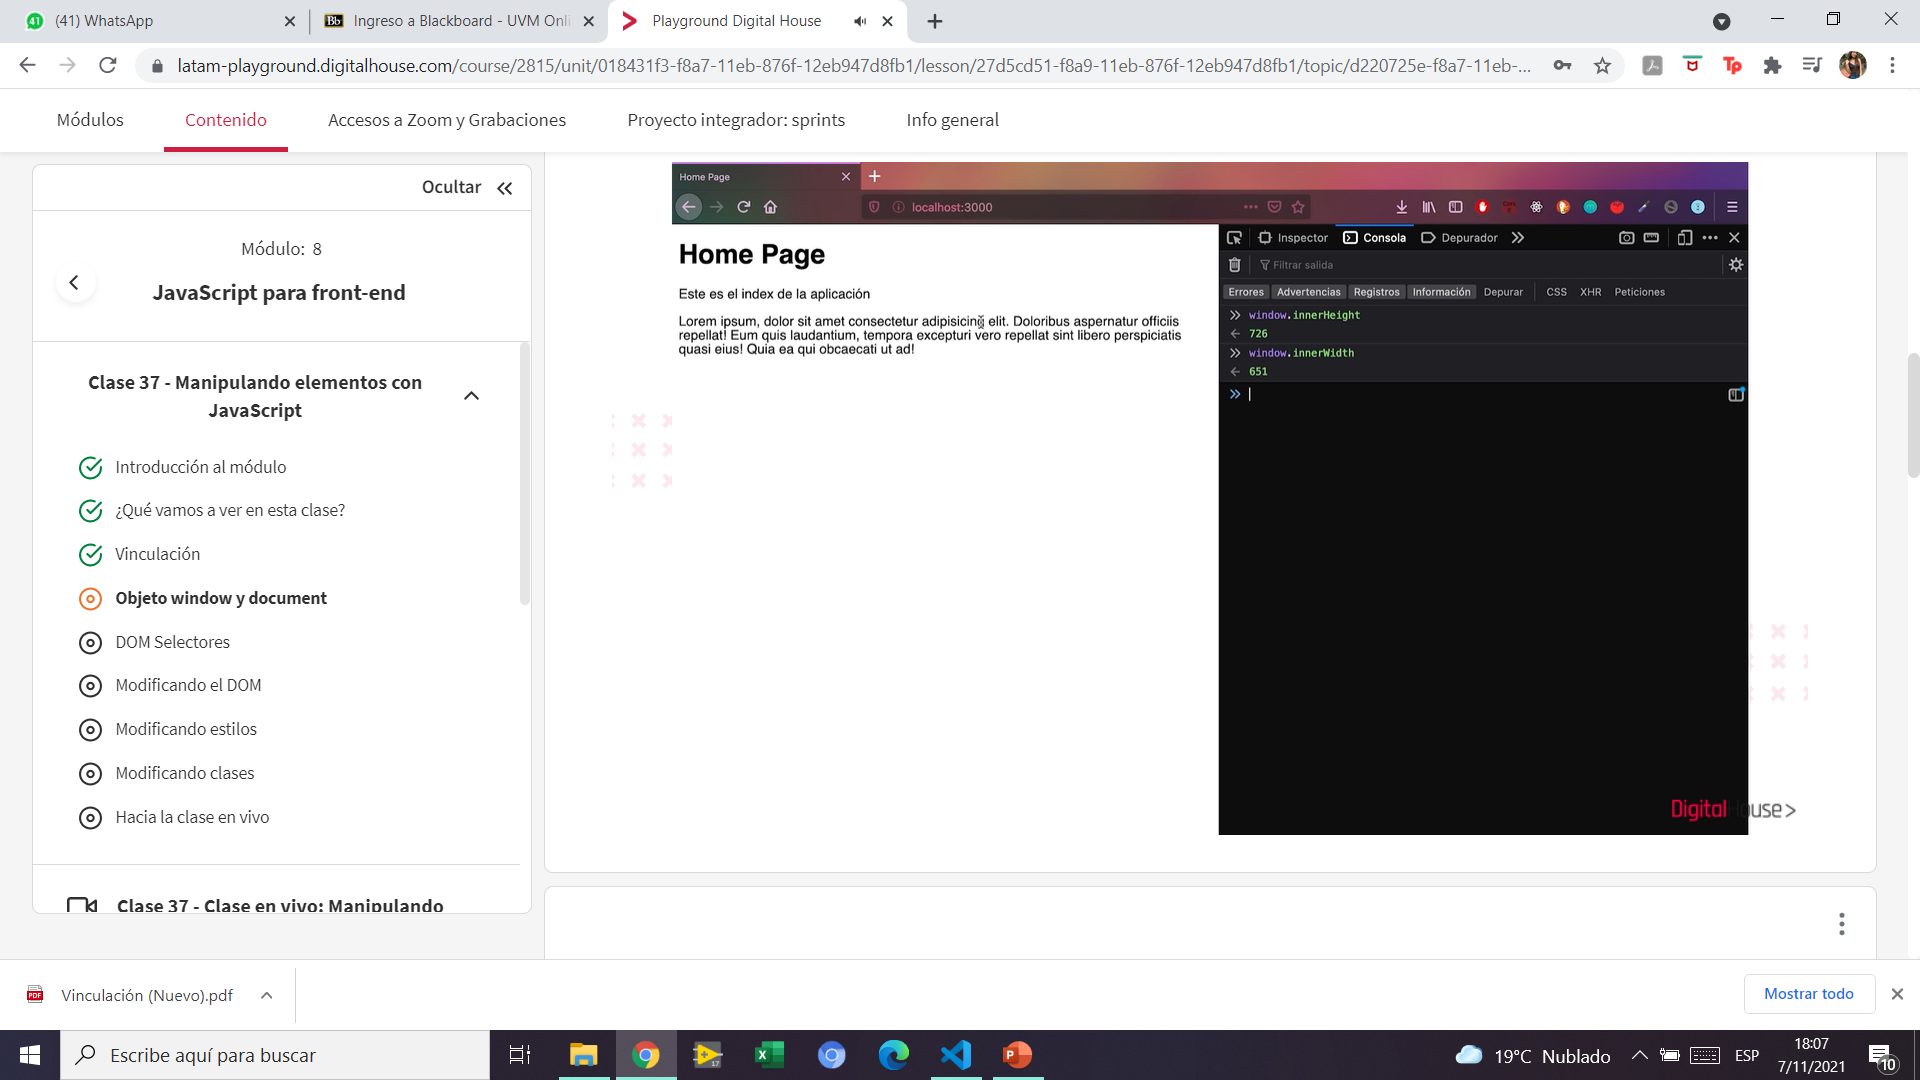 (41) WhatsApp
Ingreso a Blackboard - UVM Onli
Playground Digital House
latam-playground.digitalhouse.com/course/2815/unit/018431f3-f8a7-11eb-876f-12eb947d8fb1/lesson/27d5cd51-f8a9-11eb-876f-12eb947d8fb1/topic/d220725e-f8a7-11eb-...
Módulos
Contenido
Accesos a Zoom y Grabaciones
Proyecto integrador: sprints
Info general
Ocultar
Módulo: 8
JavaScript para front-end
Clase 37 - Manipulando elementos con
JavaScript
Introducción al módulo
¿Qué vamos a ver en esta clase?
Vinculación
Objeto window y document
DOM Selectores
Modificando el DOM
Modificando estilos
Modificando clases
Hacia la clase en vivo
Clase 37 - Clase en vivo: Manipulando
Home Page
localhost:3000
Home Page
Este es el index de la aplicación
Lorem ipsum, dolor sit amet consectetur adipisicing elit. Doloribus aspernatur officiis
repellat! Eum quis laudantium, tempora excepturi vero repellat sint libero perspiciatis
quasi eius! Quia ea qui obcaecati ut ad!
Inspector
Consola
Depurador
Filtrar salida
Errores
Advertencias
Registros
Información
Depurar
CSS
XHR
Peticiones
window.innerHeight
726
window.innerWidth
651
DigitalHouse>
PDF
Vinculación (Nuevo).pdf
Mostrar todo
Escribe aquí para buscar
19°C Nublado
ESP
18:07
7/11/2021
10